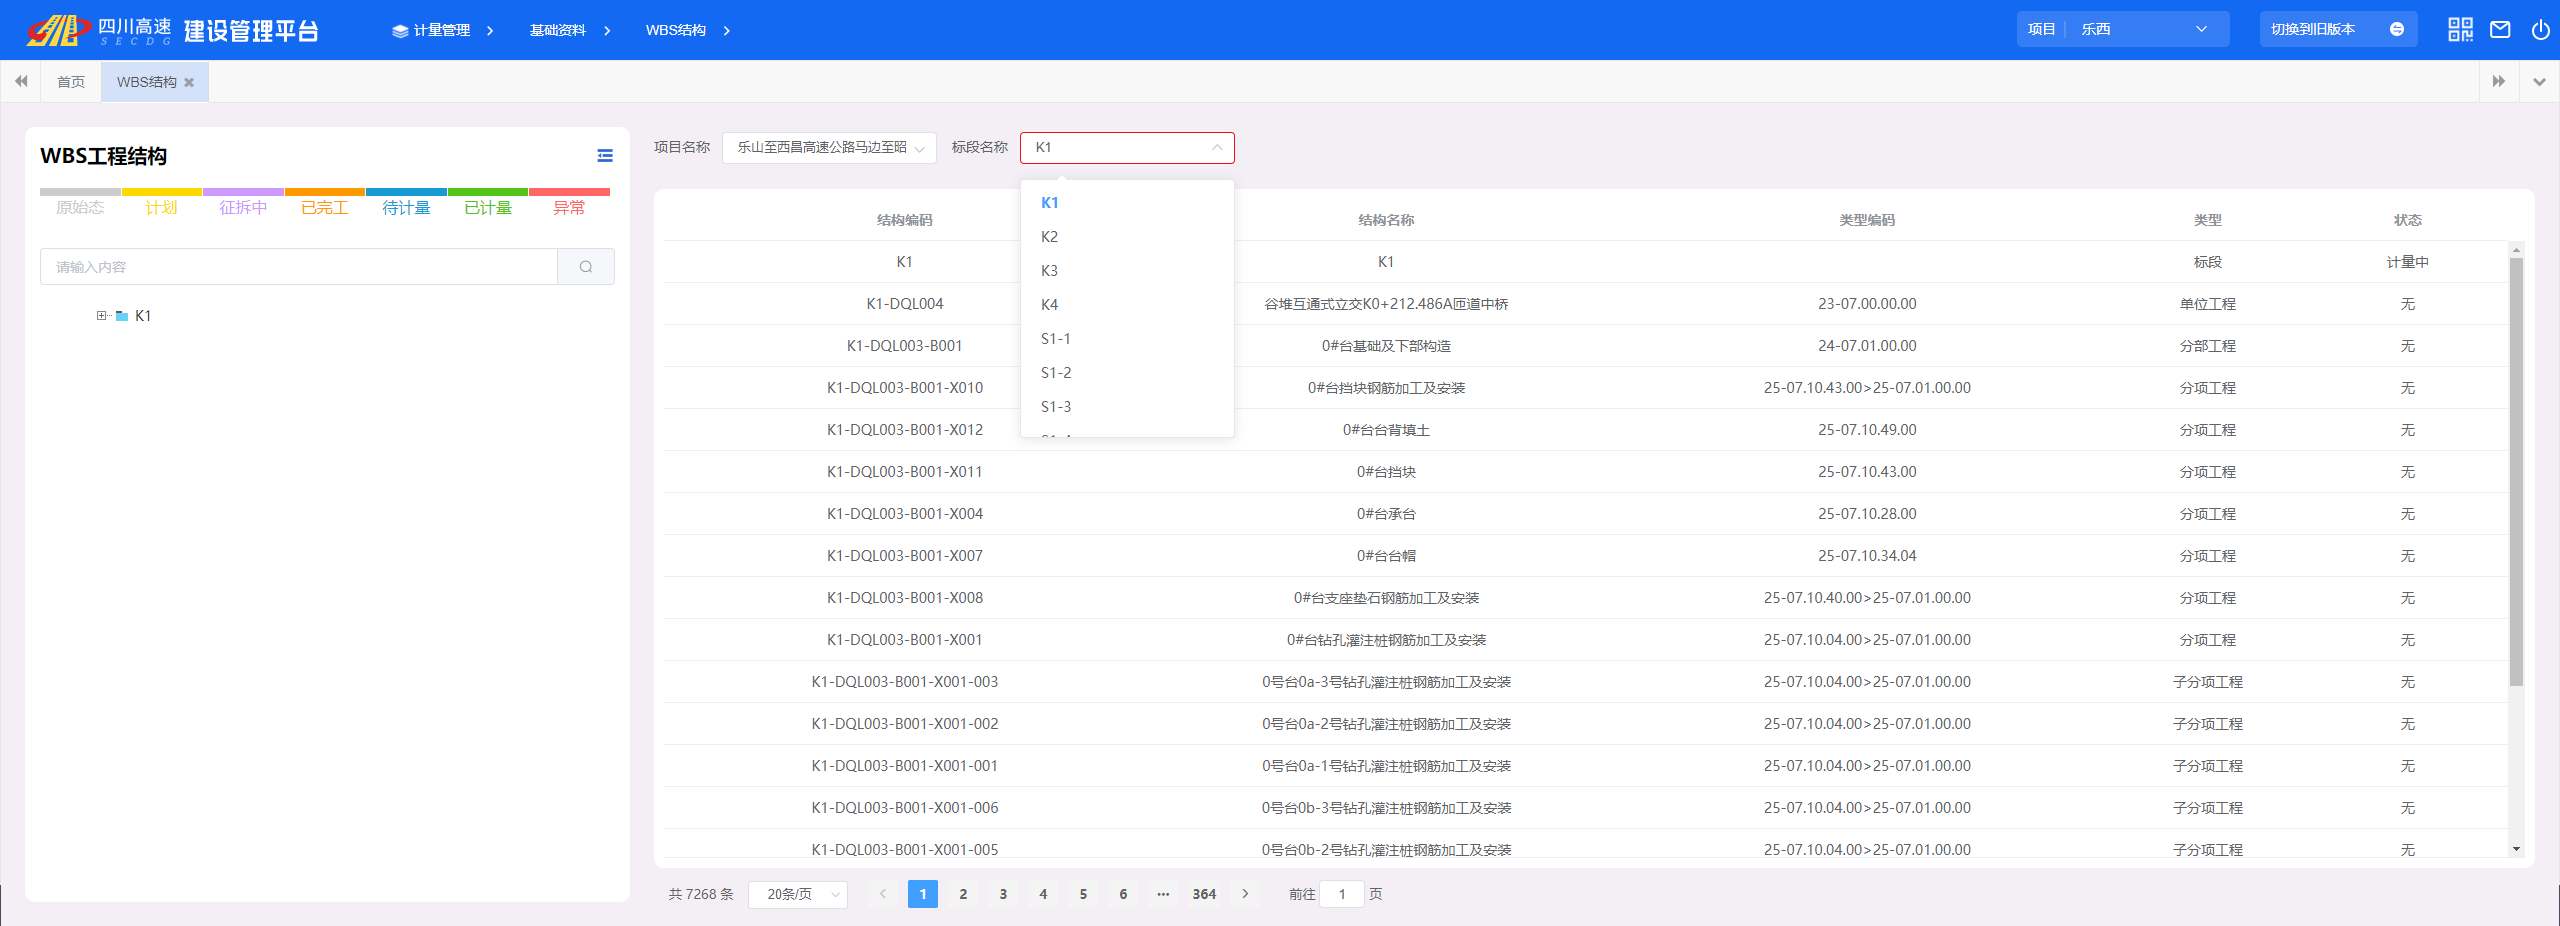 四川高速 建设管理平台
SECDG
计量管理 基础资料 WBS结构
项目 乐西 切换到旧版本
首页 WBS结构
WBS工程结构
原始态 计划 征拆中 已完工 待计量 已计量 异常
请输入内容
K1
项目名称 乐山至西昌高速公路马边至昭 标段名称 K1
K1
K2
K3
K4
S1-1
S1-2
S1-3
结构编码 结构名称 类型编码 类型 状态
K1 K1 标段 计量中
K1-DQL004 谷堆互通式立交K0+212.486A匝道中桥 23-07.00.00.00 单位工程 无
K1-DQL003-B001 0#台基础及下部构造 24-07.01.00.00 分部工程 无
K1-DQL003-B001-X010 0#台挡块钢筋加工及安装 25-07.10.43.00>25-07.01.00.00 分项工程 无
K1-DQL003-B001-X012 0#台台背填土 25-07.10.49.00 分项工程 无
K1-DQL003-B001-X011 0#台挡块 25-07.10.43.00 分项工程 无
K1-DQL003-B001-X004 0#台承台 25-07.10.28.00 分项工程 无
K1-DQL003-B001-X007 0#台台帽 25-07.10.34.04 分项工程 无
K1-DQL003-B001-X008 0#台支座垫石钢筋加工及安装 25-07.10.40.00>25-07.01.00.00 分项工程 无
K1-DQL003-B001-X001 0#台钻孔灌注桩钢筋加工及安装 25-07.10.04.00>25-07.01.00.00 分项工程 无
K1-DQL003-B001-X001-003 0号台0a-3号钻孔灌注桩钢筋加工及安装 25-07.10.04.00>25-07.01.00.00 子分项工程 无
K1-DQL003-B001-X001-002 0号台0a-2号钻孔灌注桩钢筋加工及安装 25-07.10.04.00>25-07.01.00.00 子分项工程 无
K1-DQL003-B001-X001-001 0号台0a-1号钻孔灌注桩钢筋加工及安装 25-07.10.04.00>25-07.01.00.00 子分项工程 无
K1-DQL003-B001-X001-006 0号台0b-3号钻孔灌注桩钢筋加工及安装 25-07.10.04.00>25-07.01.00.00 子分项工程 无
K1-DQL003-B001-X001-005 0号台0b-2号钻孔灌注桩钢筋加工及安装 25-07.10.04.00>25-07.01.00.00 子分项工程 无
共 7268 条 20条/页 1 2 3 4 5 6 ··· 364 前往 1 页